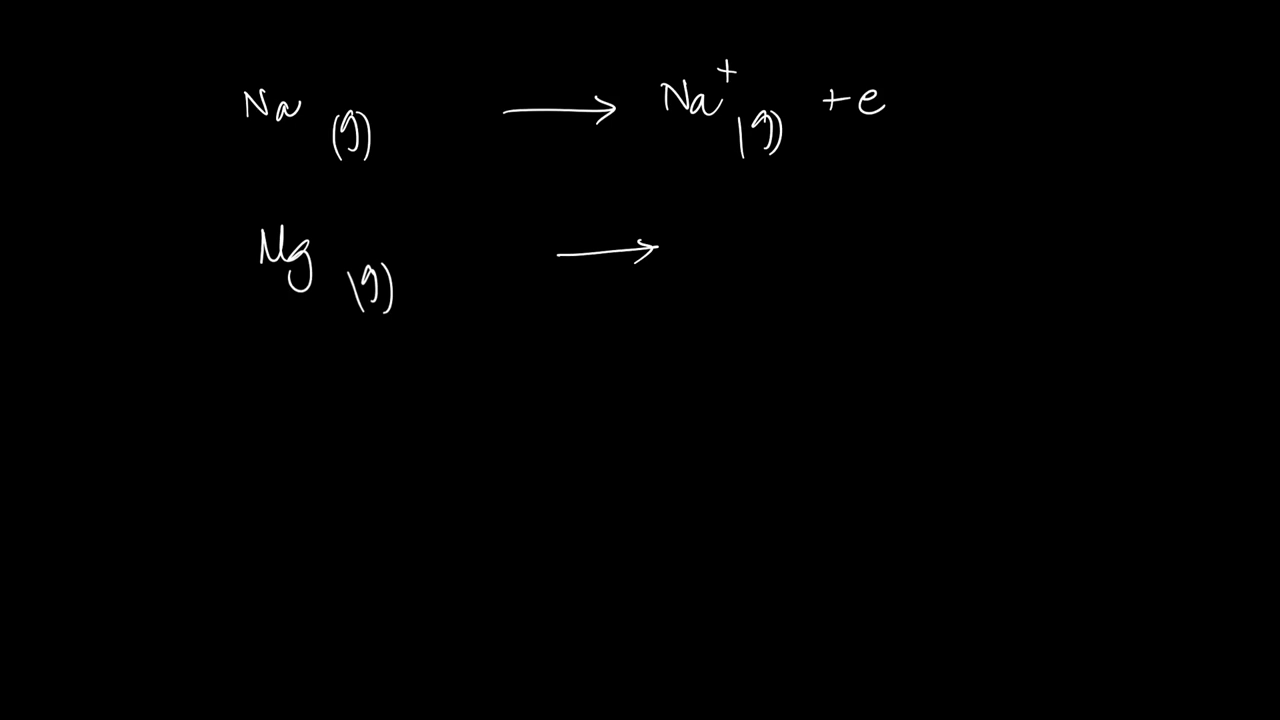 Na (g) ⟶ Na⁺ (g) + e
Mg (g) ⟶